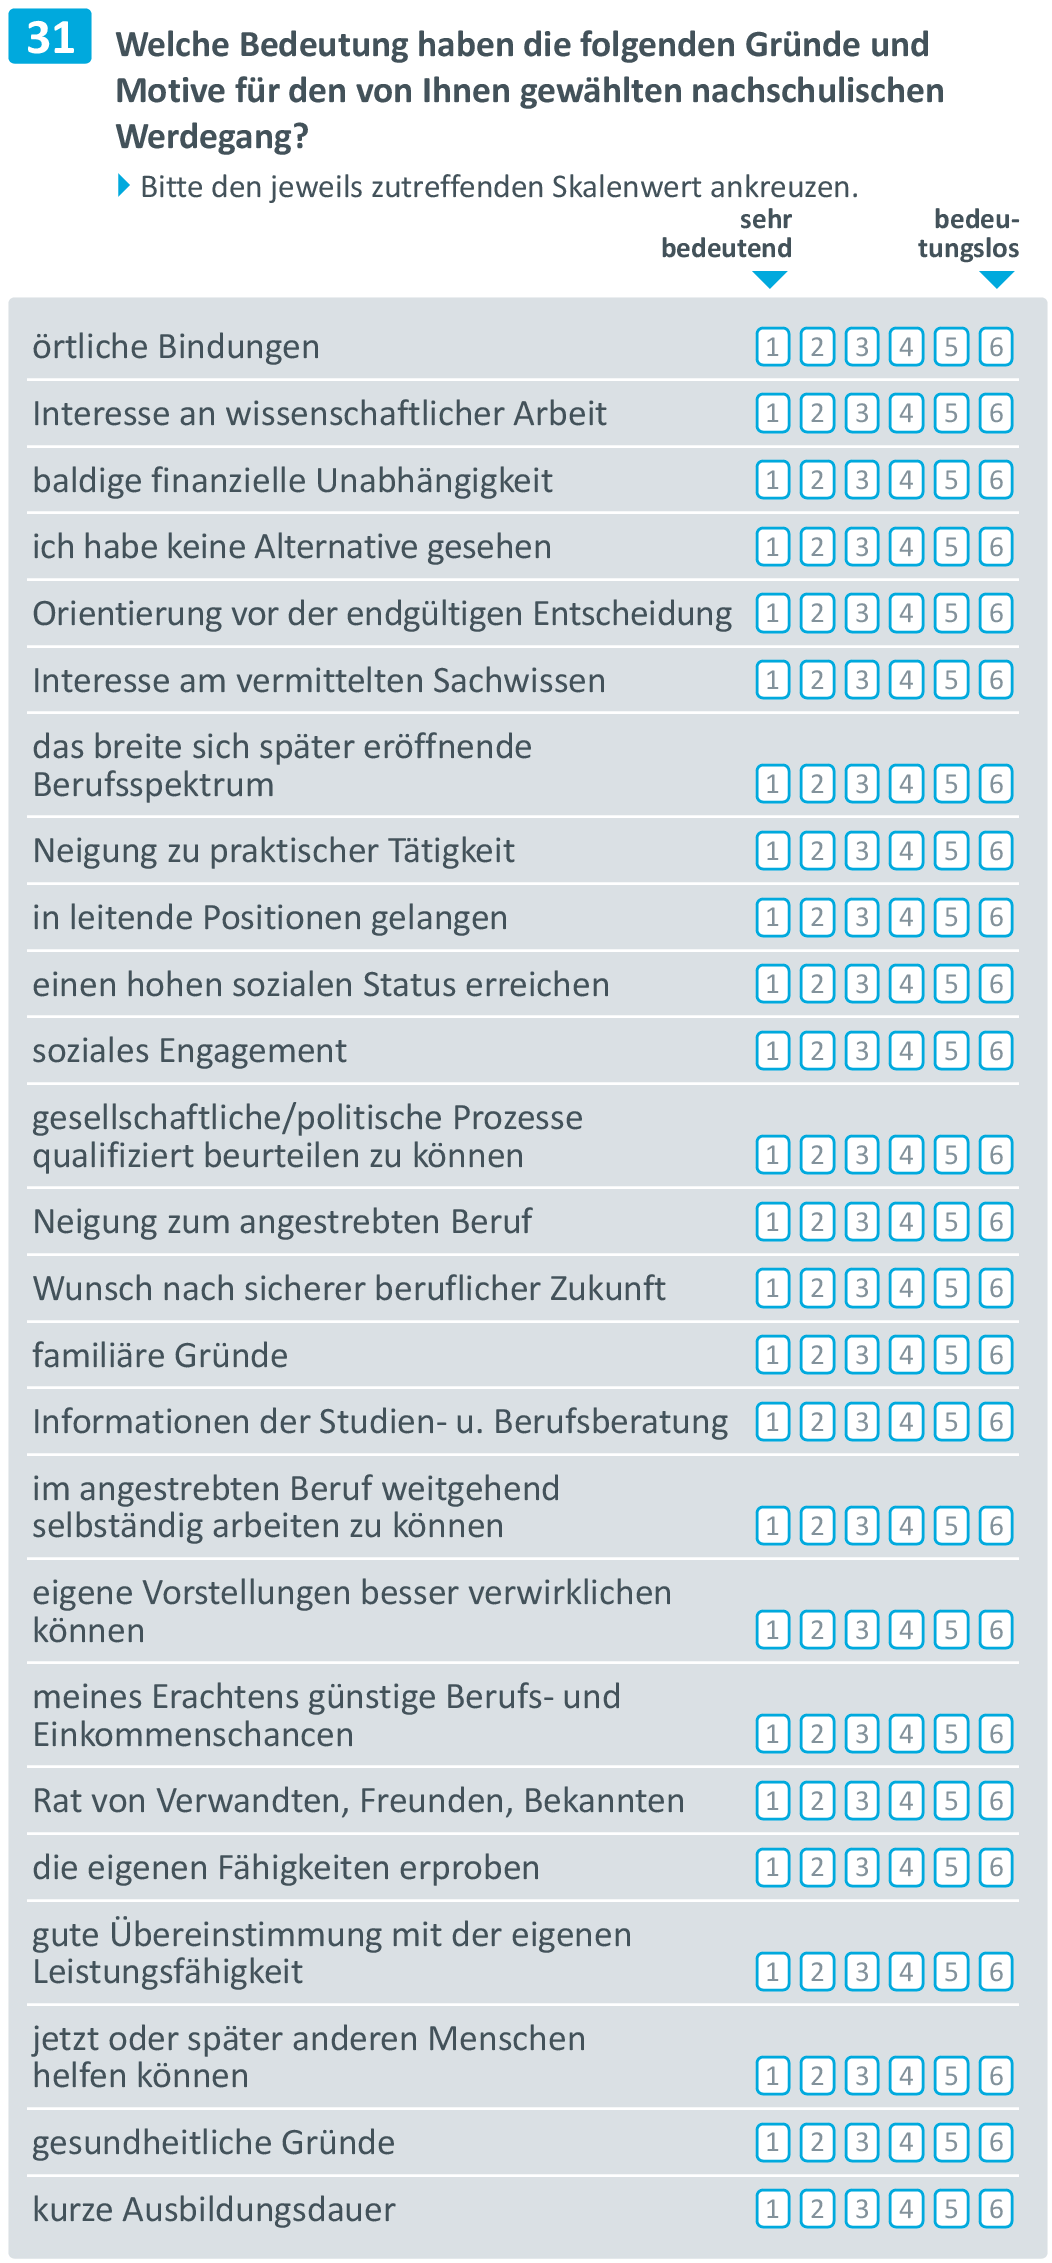 31
Welche Bedeutung haben die folgenden Gründe und
Motive für den von Ihnen gewählten nachschulischen
Werdegang?
Bitte den jeweils zutreffenden Skalenwert ankreuzen.
sehr bedeu-
bedeutend tungslos
örtliche Bindungen 1 2 3 4 5 6
Interesse an wissenschaftlicher Arbeit 1 2 3 4 5 6
baldige finanzielle Unabhängigkeit 1 2 3 4 5 6
ich habe keine Alternative gesehen 1 2 3 4 5 6
Orientierung vor der endgültigen Entscheidung 1 2 3 4 5 6
Interesse am vermittelten Sachwissen 1 2 3 4 5 6
das breite sich später eröffnende
Berufsspektrum 1 2 3 4 5 6
Neigung zu praktischer Tätigkeit 1 2 3 4 5 6
in leitende Positionen gelangen 1 2 3 4 5 6
einen hohen sozialen Status erreichen 1 2 3 4 5 6
soziales Engagement 1 2 3 4 5 6
gesellschaftliche/politische Prozesse
qualifiziert beurteilen zu können 1 2 3 4 5 6
Neigung zum angestrebten Beruf 1 2 3 4 5 6
Wunsch nach sicherer beruflicher Zukunft 1 2 3 4 5 6
familiäre Gründe 1 2 3 4 5 6
Informationen der Studien- u. Berufsberatung 1 2 3 4 5 6
im angestrebten Beruf weitgehend
selbständig arbeiten zu können 1 2 3 4 5 6
eigene Vorstellungen besser verwirklichen
können 1 2 3 4 5 6
meines Erachtens günstige Berufs- und
Einkommenschancen 1 2 3 4 5 6
Rat von Verwandten, Freunden, Bekannten 1 2 3 4 5 6
die eigenen Fähigkeiten erproben 1 2 3 4 5 6
gute Übereinstimmung mit der eigenen
Leistungsfähigkeit 1 2 3 4 5 6
jetzt oder später anderen Menschen
helfen können 1 2 3 4 5 6
gesundheitliche Gründe 1 2 3 4 5 6
kurze Ausbildungsdauer 1 2 3 4 5 6